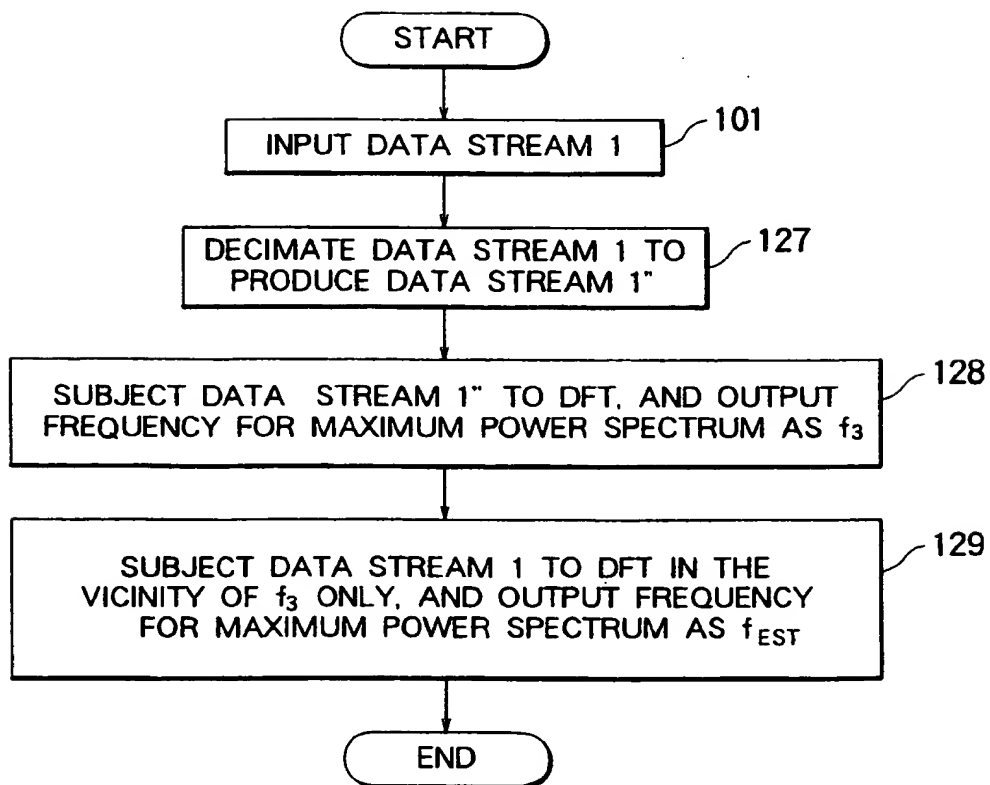 START
INPUT DATA STREAM 1
101
DECIMATE DATA STREAM 1 TO
PRODUCE DATA STREAM 1"
127
SUBJECT DATA STREAM 1" TO DFT, AND OUTPUT
FREQUENCY FOR MAXIMUM POWER SPECTRUM AS f₃
128
SUBJECT DATA STREAM 1 TO DFT IN THE
VICINITY OF f₃ ONLY, AND OUTPUT FREQUENCY
FOR MAXIMUM POWER SPECTRUM AS f_EST
129
END